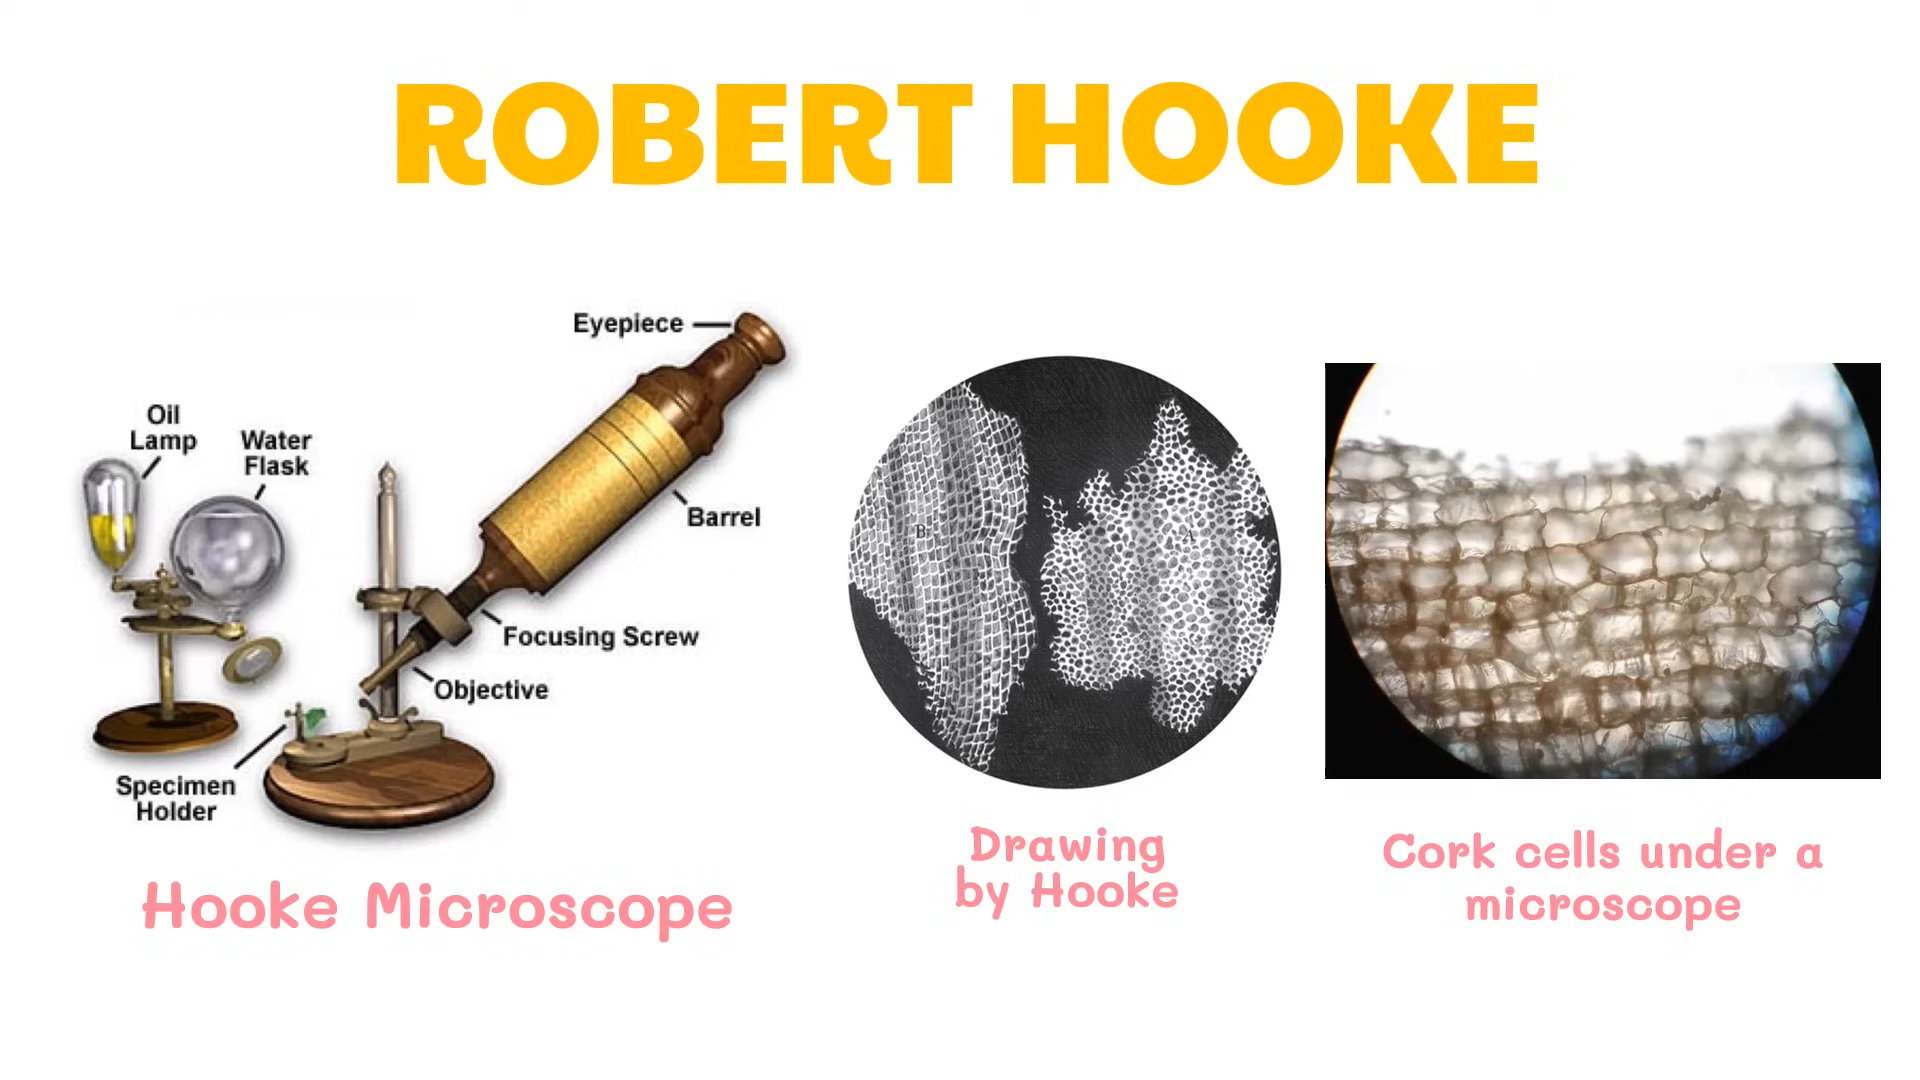 ROBERT HOOKE
Eyepiece
Oil
Lamp
Water
Flask
Barrel
Focusing Screw
Objective
Specimen
Holder
Hooke Microscope
B
A
Drawing
by Hooke
Cork cells under a
microscope